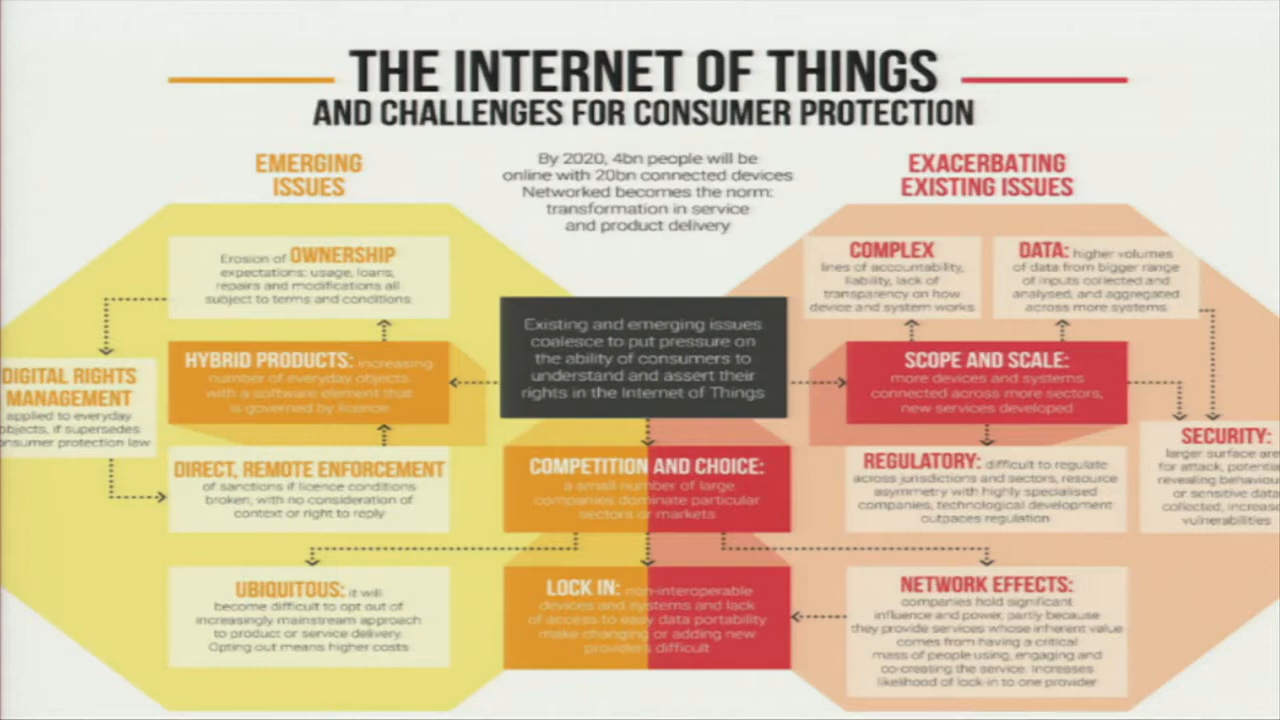 THE INTERNET OF THINGS
AND CHALLENGES FOR CONSUMER PROTECTION
EMERGING
ISSUES
By 2020, 4bn people will be
online with 20bn connected devices
Networked becomes the norm:
transformation in service
and product delivery
EXACERBATING
EXISTING ISSUES
Erosion of OWNERSHIP
expectations: usage, loans,
repairs and modifications all
subject to terms and conditions
COMPLEX
lines of accountability,
liability, lack of
transparency on how
device and system works
DATA: higher volumes
of data from bigger range
of inputs collected and
analysed, and aggregated
across more systems
Existing and emerging issues
coalesce to put pressure on
the ability of consumers to
understand and assert their
rights in the Internet of Things
HYBRID PRODUCTS: increasing
number of everyday objects
with a software element that
is governed by licence
SCOPE AND SCALE:
more devices and systems
connected across more sectors,
new services developed
DIGITAL RIGHTS
MANAGEMENT
applied to everyday
objects, if supersedes
consumer protection law
DIRECT, REMOTE ENFORCEMENT
of sanctions if licence conditions
broken, with no consideration of
context or right to reply
COMPETITION AND CHOICE:
a small number of large
companies dominate particular
sectors or markets
REGULATORY: difficult to regulate
across jurisdictions and sectors, resource
asymmetry with highly specialised
companies, technological development
outpaces regulation
SECURITY:
larger surface are
for attack, potentia
revealing behaviou
or sensitive data
collected, increase
vulnerabilities
UBIQUITOUS: it will
become difficult to opt out of
increasingly mainstream approach
to product or service delivery.
Opting out means higher costs
LOCK IN: non-interoperable
devices and systems and lack
of access to easy data portability
make changing or adding new
providers difficult
NETWORK EFFECTS:
companies hold significant
influence and power, partly because
they provide services whose inherent value
comes from having a critical
mass of people using, engaging and
co-creating the service. Increases
likelihood of lock-in to one provider